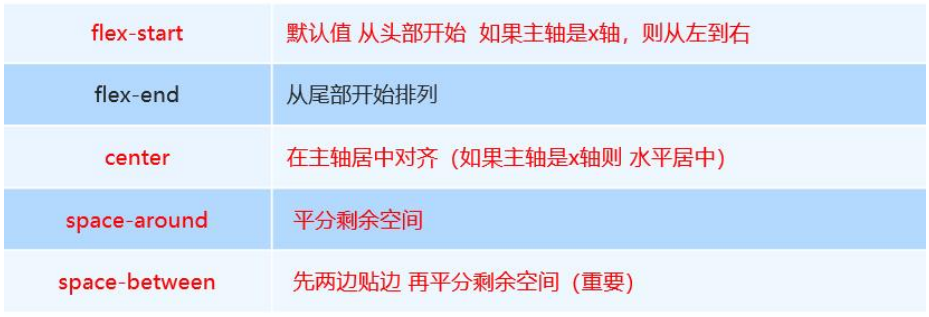 flex-start 默认值 从头部开始 如果主轴是x轴，则从左到右
flex-end 从尾部开始排列
center 在主轴居中对齐（如果主轴是x轴则 水平居中）
space-around 平分剩余空间
space-between 先两边贴边 再平分剩余空间（重要）